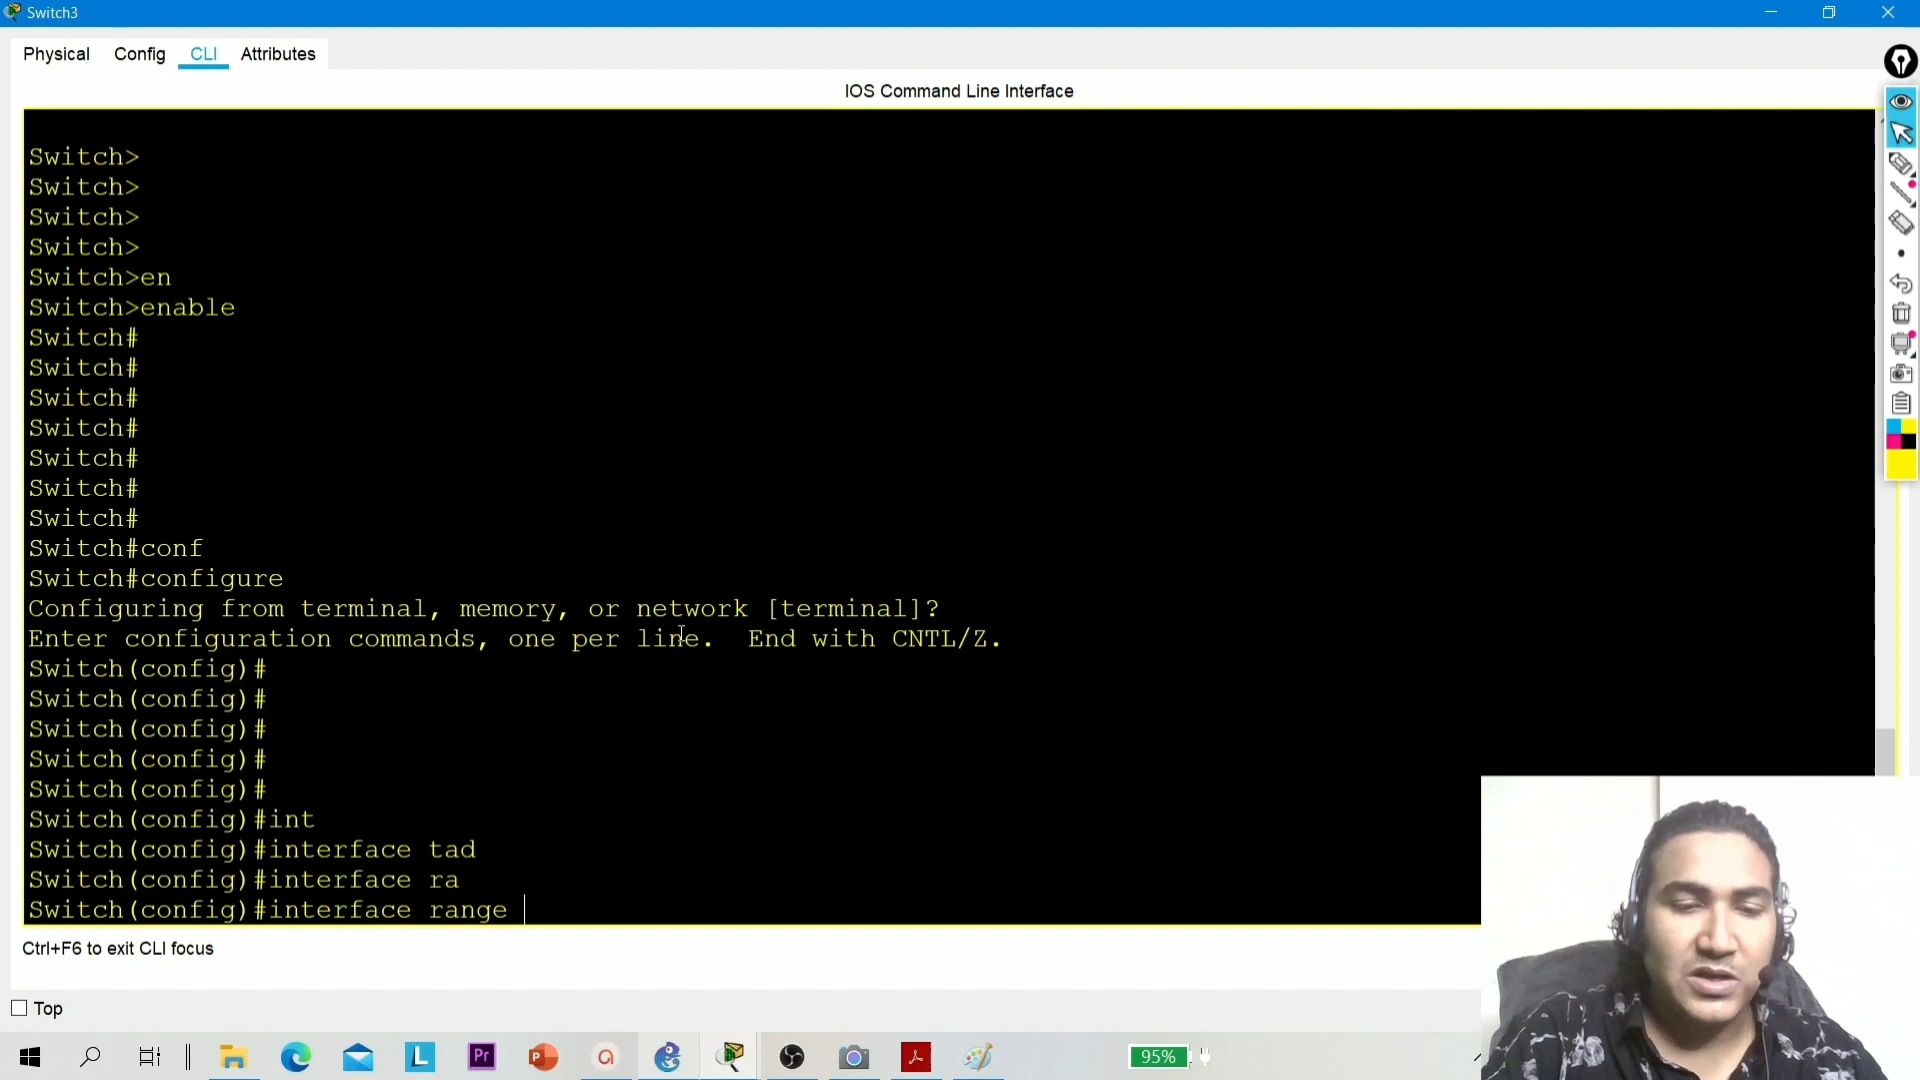 Switch3
Physical Config CLI Attributes
IOS Command Line Interface
Switch>
Switch>
Switch>
Switch>
Switch>en
Switch>enable
Switch#
Switch#
Switch#
Switch#
Switch#
Switch#
Switch#
Switch#conf
Switch#configure
Configuring from terminal, memory, or network [terminal]?
Enter configuration commands, one per line. End with CNTL/Z.
Switch(config)#
Switch(config)#
Switch(config)#
Switch(config)#
Switch(config)#
Switch(config)#int
Switch(config)#interface tad
Switch(config)#interface ra
Switch(config)#interface range
Ctrl+F6 to exit CLI focus
Top
L Pr P 95%